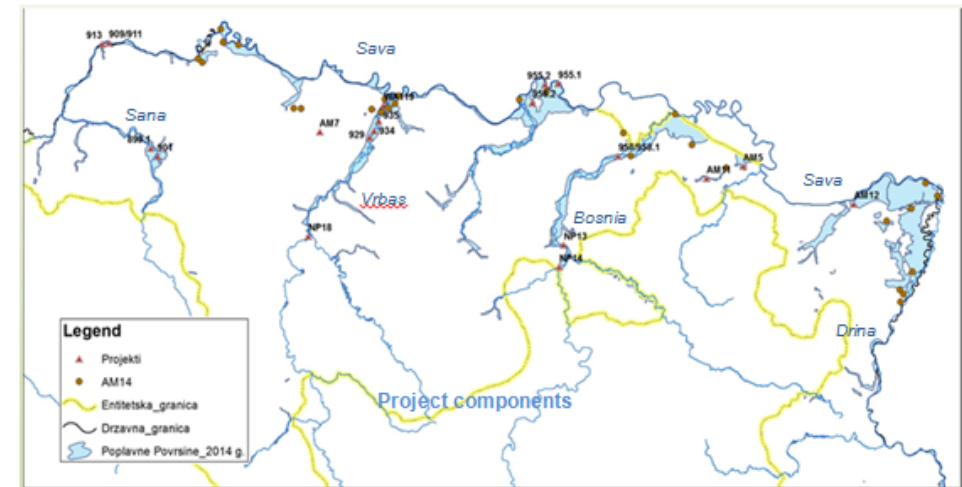 913 909/911
Sava
955.2 955.1
935
Sana
AM7
934
929
958/958.1
AM11
AM5
Sava
AM12
Vrbas
Bosnia
NP18
NP13
NP14
Drina
Legend
Projekti
AM14
Entitetska_granica
Drzavna_granica
Poplavne Povrsine_2014 g.
Project components